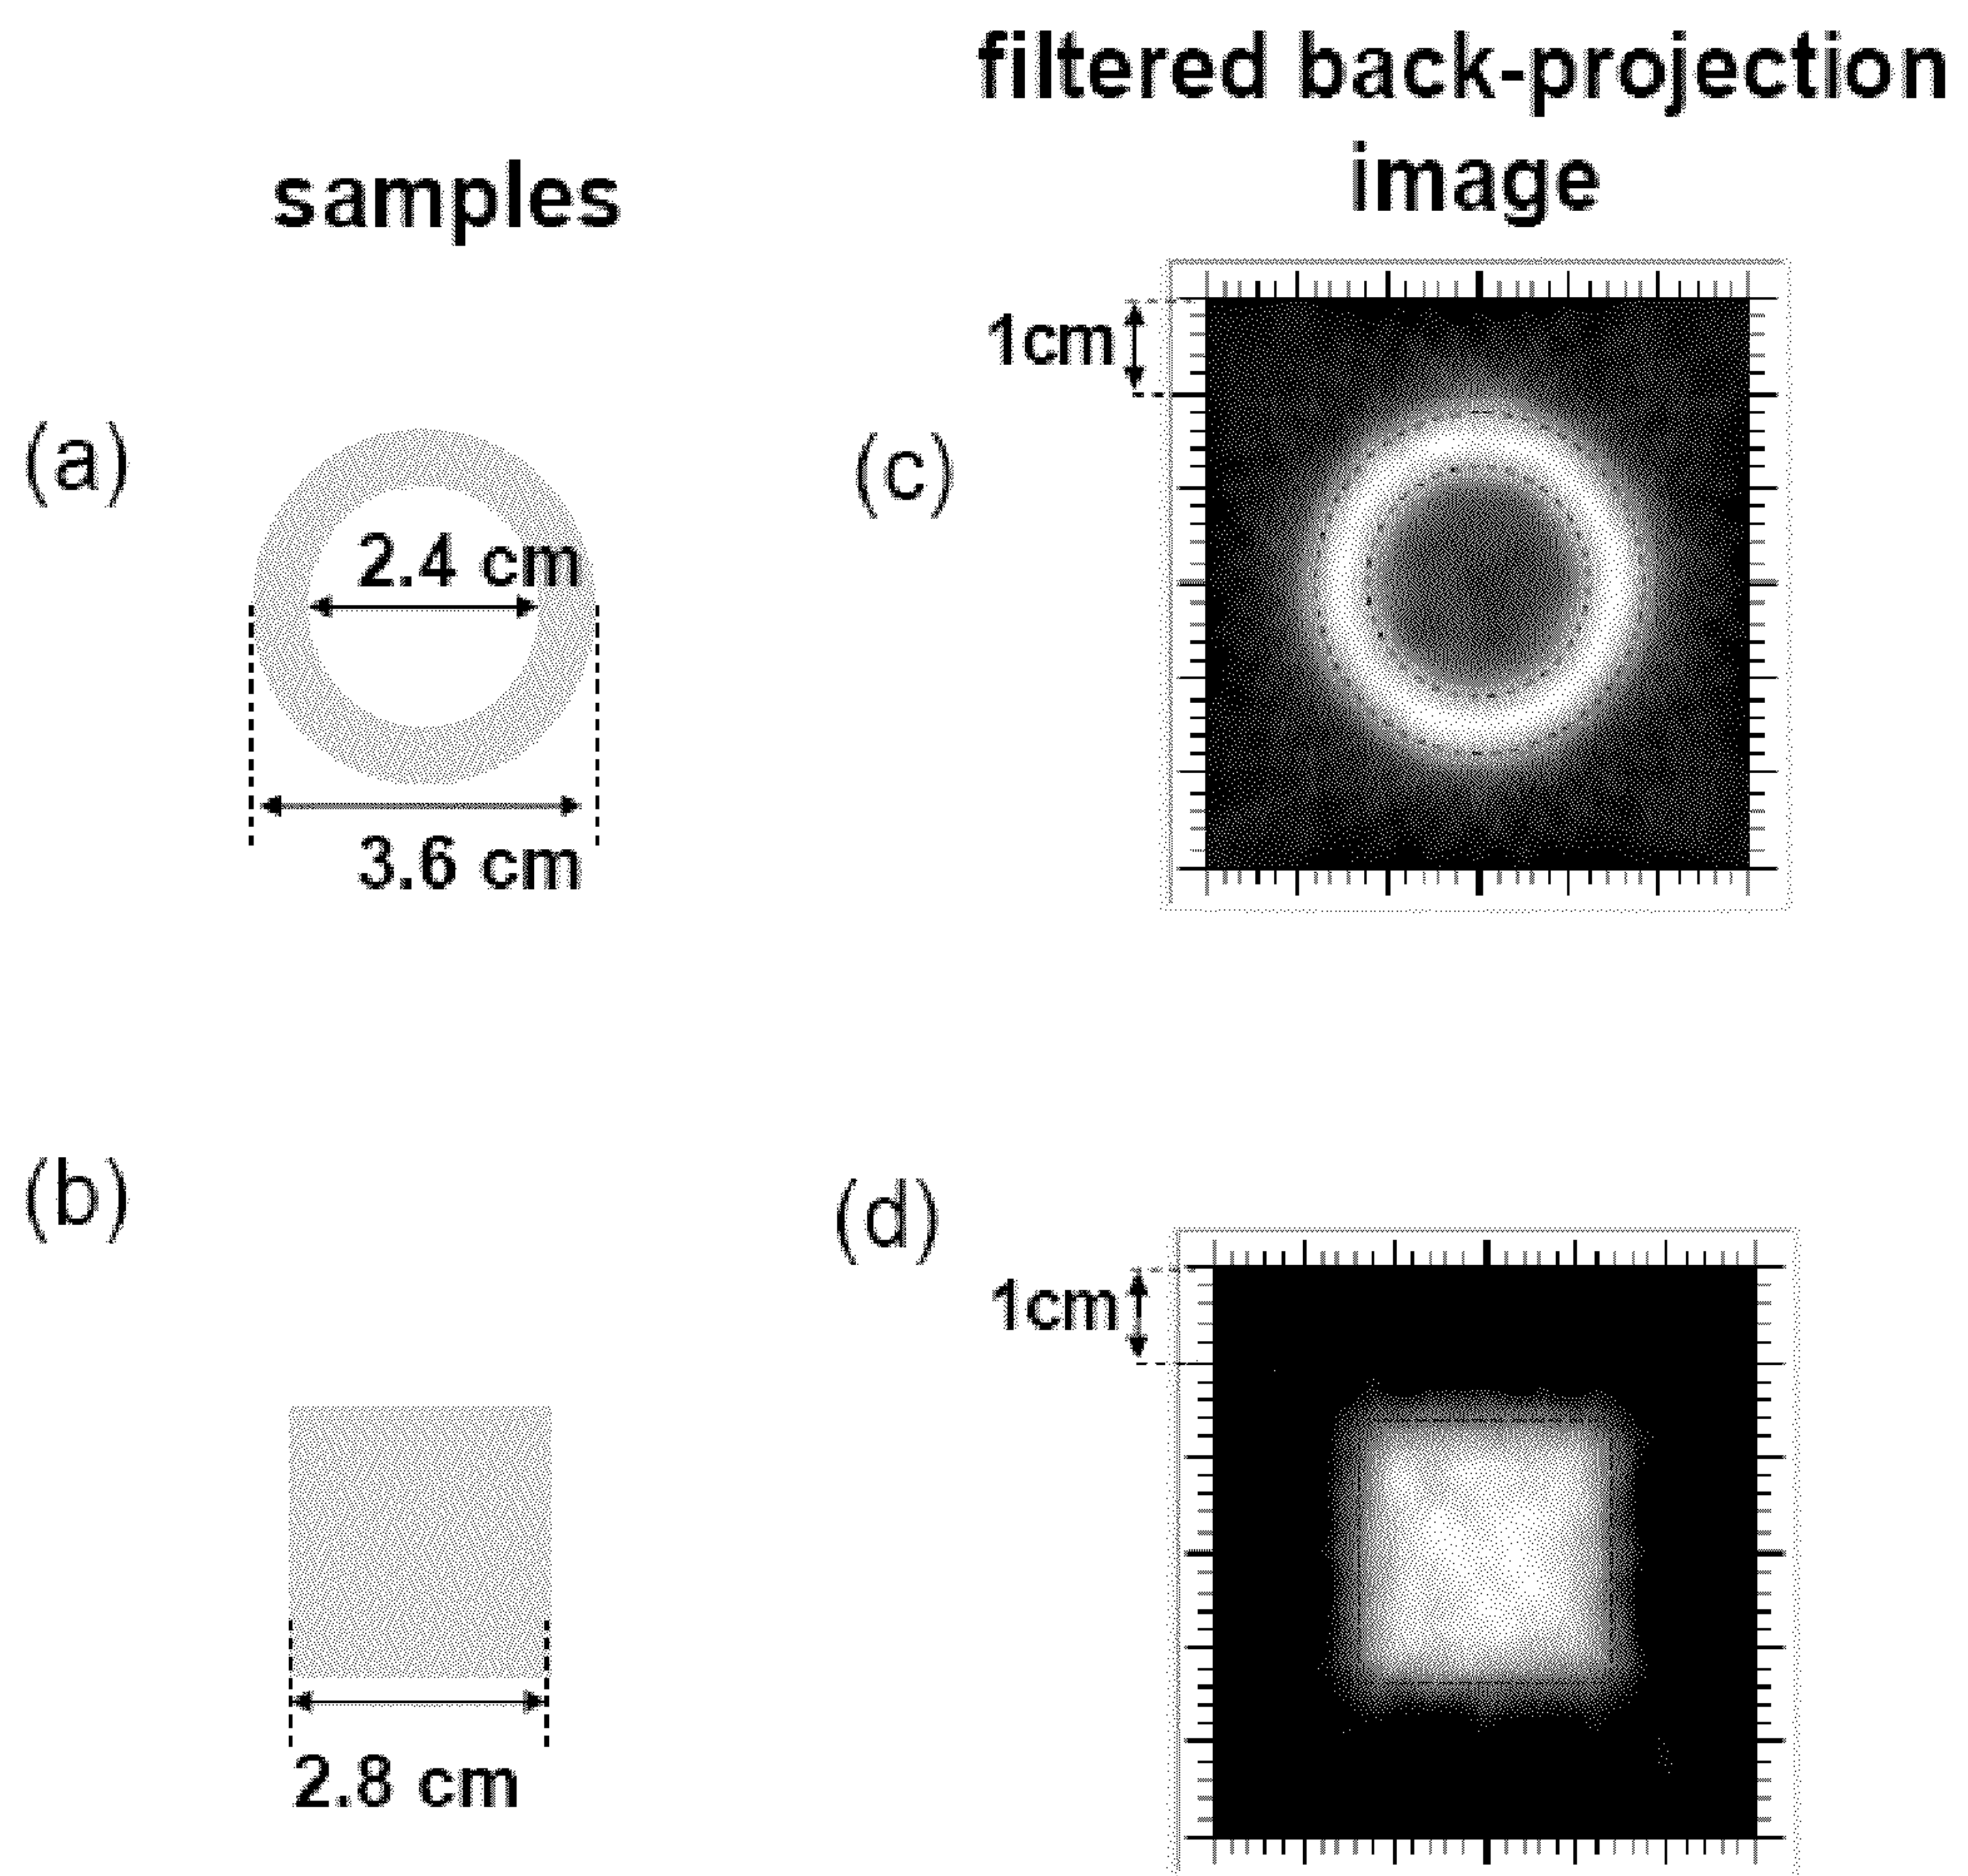 filtered back-projection
image
samples
1cm
(a)
(c)
2.4 cm
3.6 cm
(b)
(d)
1cm
2.8 cm